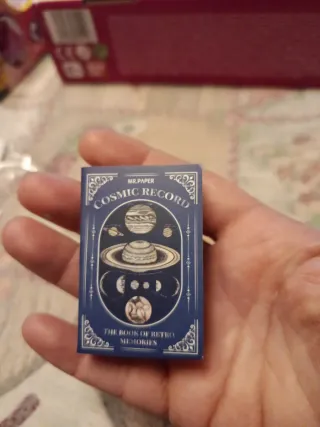 MR.PAPER
COSMIC RECORD
THE BOOK OF RETRO
MEMORIES